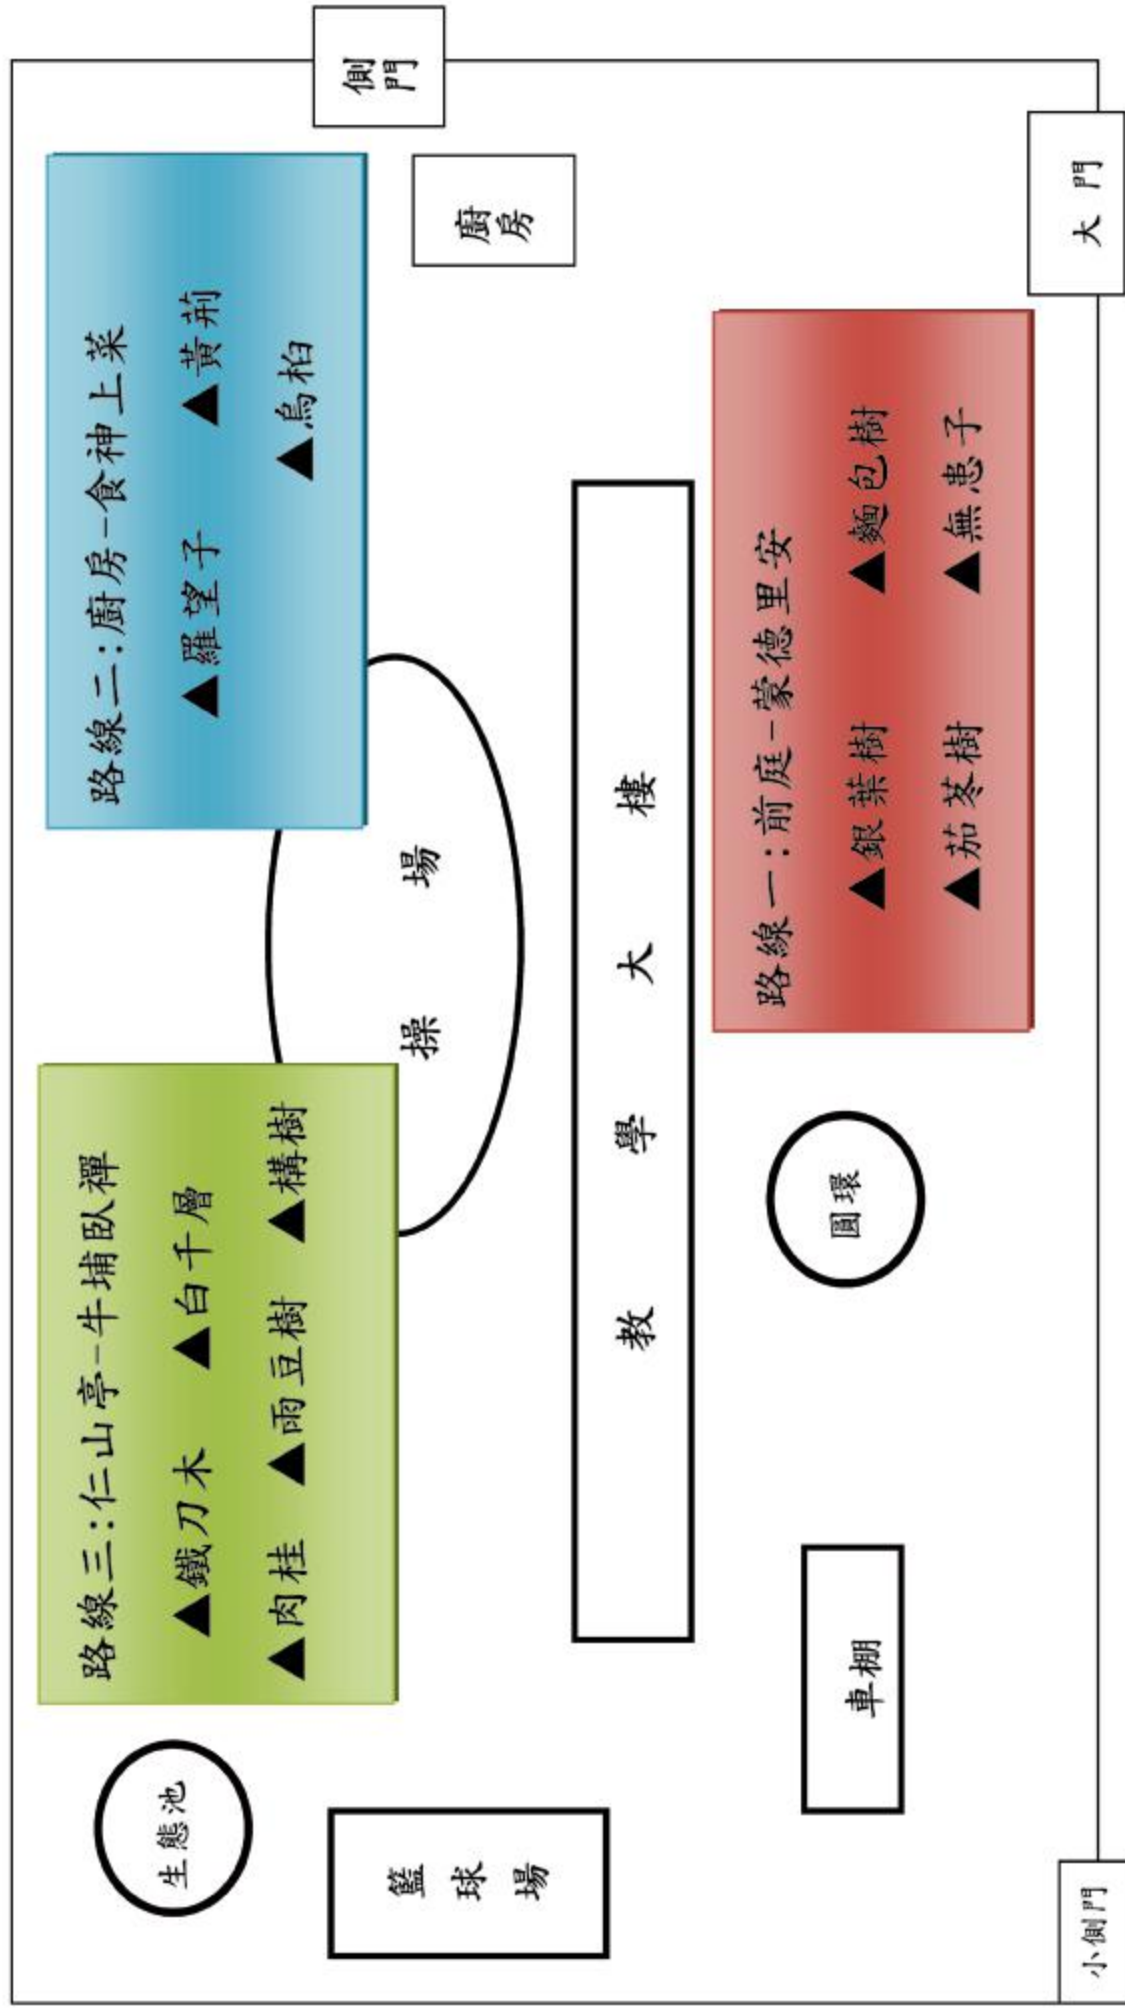 生態池
路線三:仁山亭-牛埔臥禪
▲鐵刀木 ▲白千層
▲肉桂 ▲雨豆樹 ▲構樹
路線二:廚房-食神上菜
▲羅望子 ▲黃荊
▲烏柏
側門
籃球場
操場
廚房
教學大樓
車棚
圓環
路線一:前庭-蒙德里安
▲銀葉樹 ▲麵包樹
▲茄苳樹 ▲無患子
小側門
大門